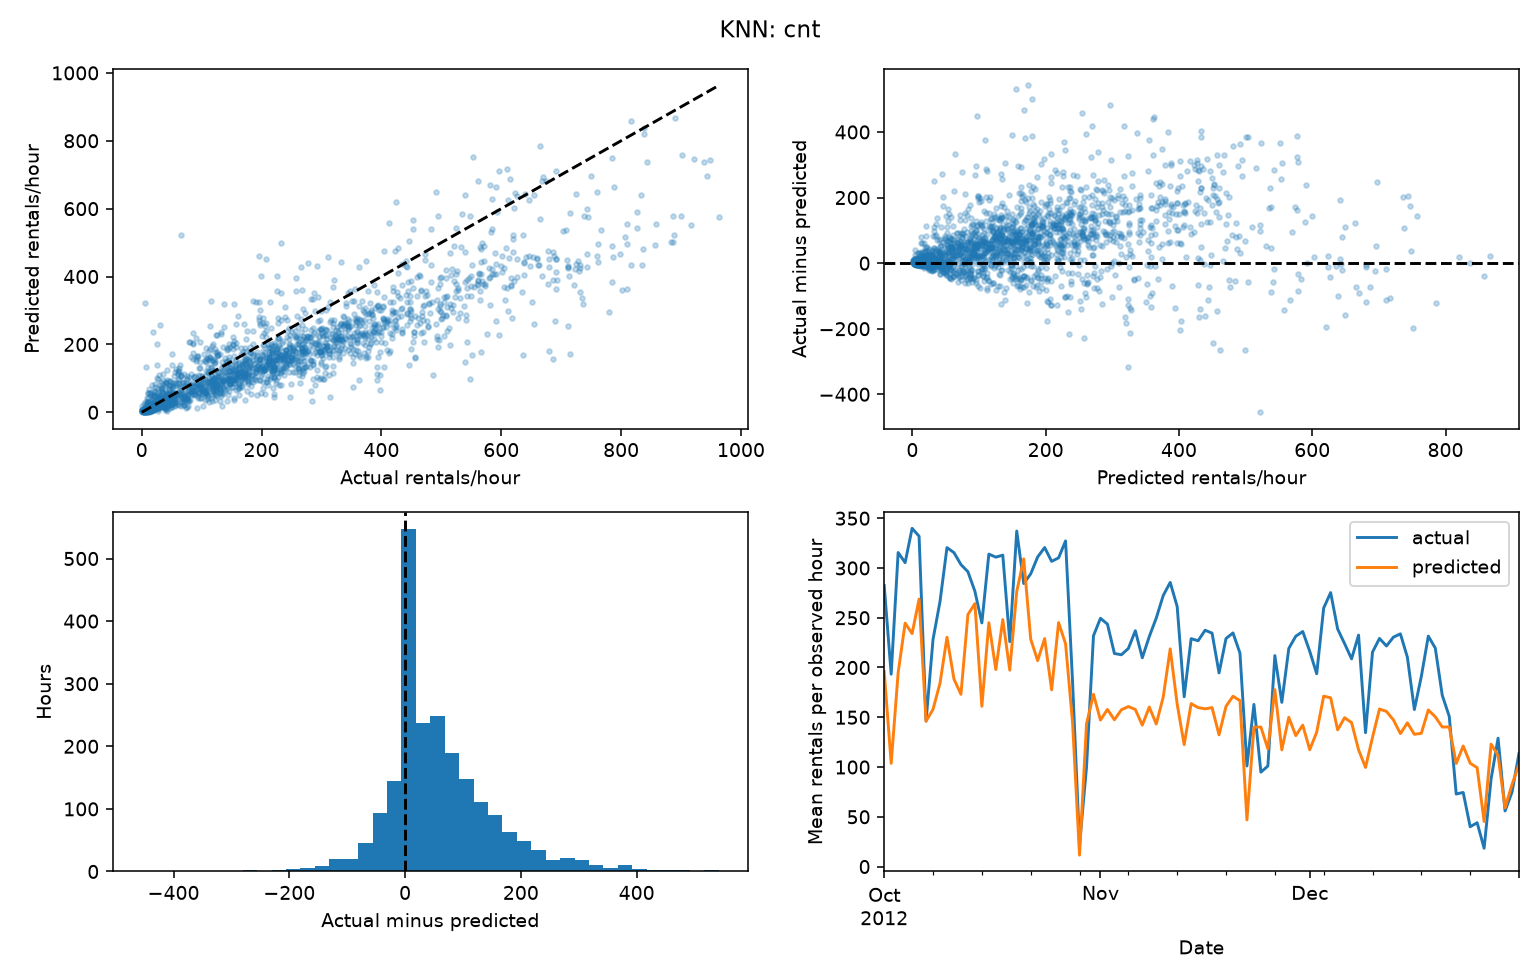 KNN: cnt
1000
800
600
400
200
0
Predicted rentals/hour
0 200 400 600 800 1000
Actual rentals/hour
400
200
0
−200
−400
Actual minus predicted
0 200 400 600 800
Predicted rentals/hour
500
400
300
200
100
0
Hours
−400 −200 0 200 400
Actual minus predicted
350
300
250
200
150
100
50
0
Mean rentals per observed hour
actual
predicted
Oct Nov Dec
2012
Date